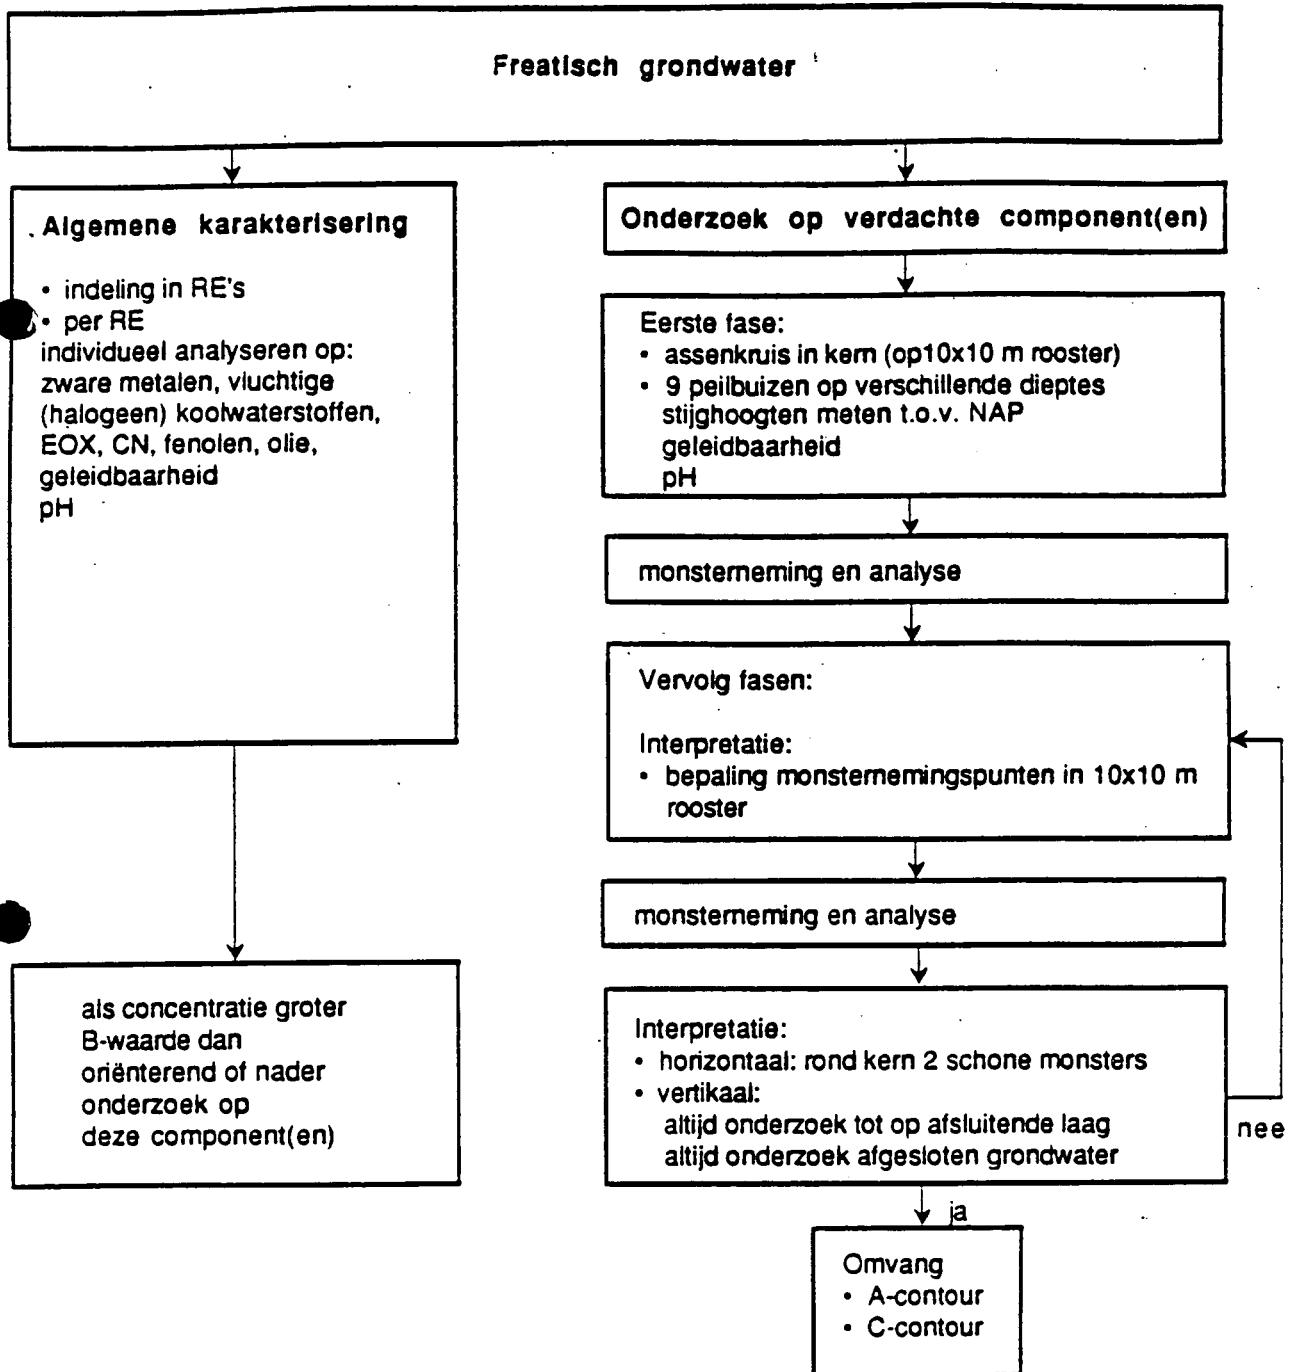 Freatisch grondwater
Algemene karakterisering
• indeling in RE's
• per RE
individueel analyseren op:
zware metalen, vluchtige
(halogeen) koolwaterstoffen,
EOX, CN, fenolen, olie,
geleidbaarheid
pH
als concentratie groter
B-waarde dan
oriënterend of nader
onderzoek op
deze component(en)
Onderzoek op verdachte component(en)
Eerste fase:
• assenkruis in kern (op10x10 m rooster)
• 9 peilbuizen op verschillende dieptes
stijghoogten meten t.o.v. NAP
geleidbaarheid
pH
monsterneming en analyse
Vervolg fasen:
Interpretatie:
• bepaling monsternemingspunten in 10x10 m
rooster
monsterneming en analyse
Interpretatie:
• horizontaal: rond kern 2 schone monsters
• vertikaal:
altijd onderzoek tot op afsluitende laag
altijd onderzoek afgesloten grondwater
nee
ja
Omvang
• A-contour
• C-contour